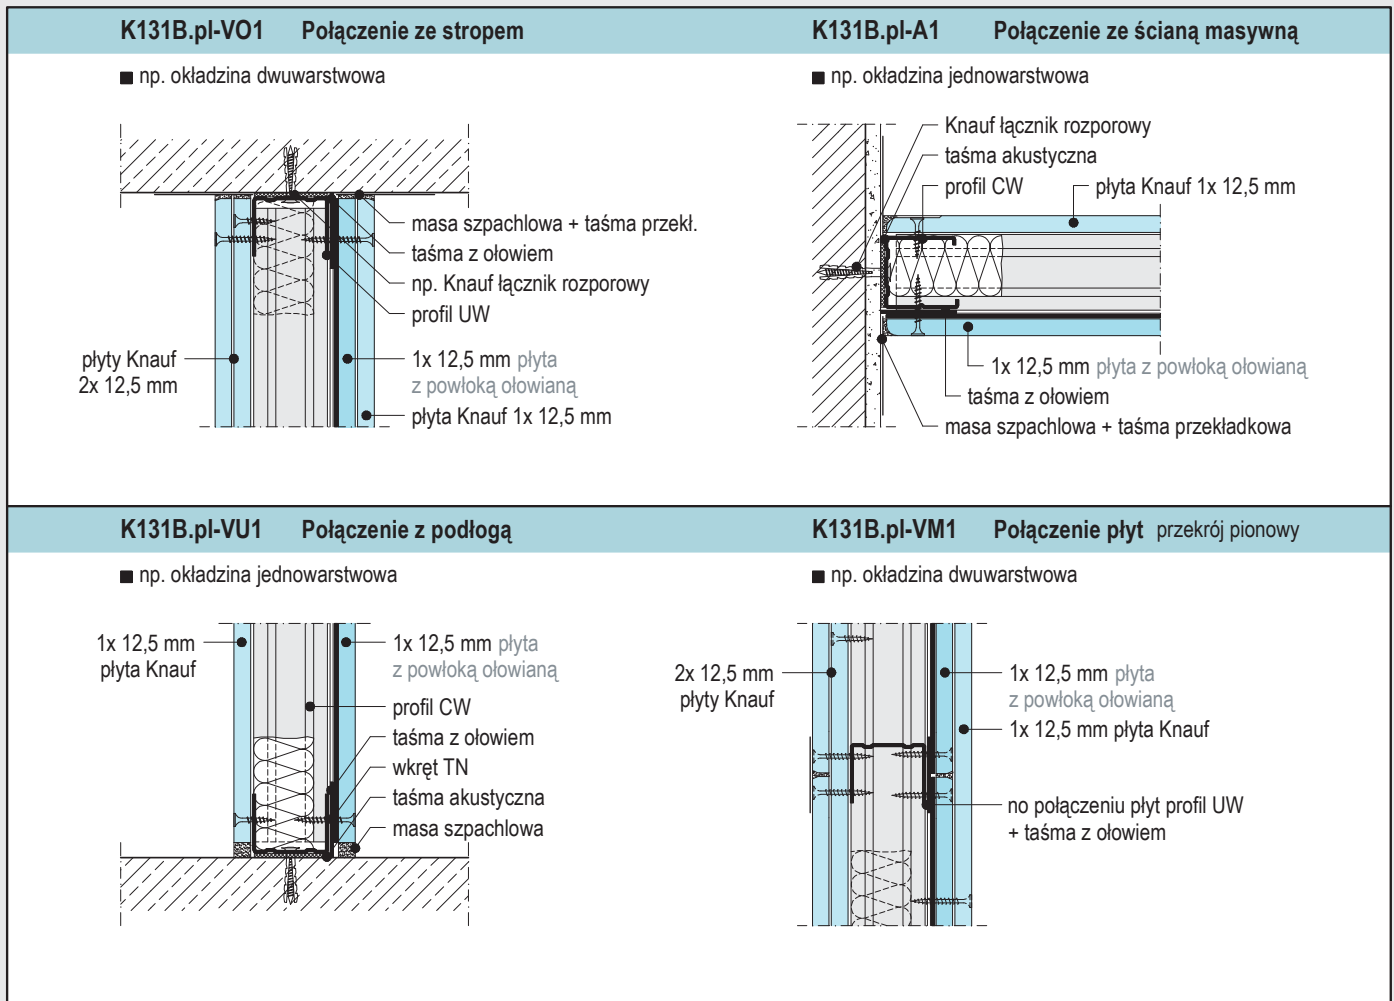 K131B.pl-VO1 Połączenie ze stropem
np. okładzina dwuwarstwowa
masa szpachlowa + taśma przekł.
taśma z ołowiem
np. Knauf łącznik rozporowy
profil UW
płyty Knauf
2x 12,5 mm
1x 12,5 mm płyta
z powłoką ołowianą
płyta Knauf 1x 12,5 mm
K131B.pl-A1 Połączenie ze ścianą masywną
np. okładzina jednowarstwowa
Knauf łącznik rozporowy
taśma akustyczna
profil CW
płyta Knauf 1x 12,5 mm
1x 12,5 mm płyta z powłoką ołowianą
taśma z ołowiem
masa szpachlowa + taśma przekładkowa
K131B.pl-VU1 Połączenie z podłogą
np. okładzina jednowarstwowa
1x 12,5 mm
płyta Knauf
1x 12,5 mm płyta
z powłoką ołowianą
profil CW
taśma z ołowiem
wkręt TN
taśma akustyczna
masa szpachlowa
K131B.pl-VM1 Połączenie płyt przekrój pionowy
np. okładzina dwuwarstwowa
2x 12,5 mm
płyty Knauf
1x 12,5 mm płyta
z powłoką ołowianą
1x 12,5 mm płyta Knauf
no połączeniu płyt profil UW
+ taśma z ołowiem